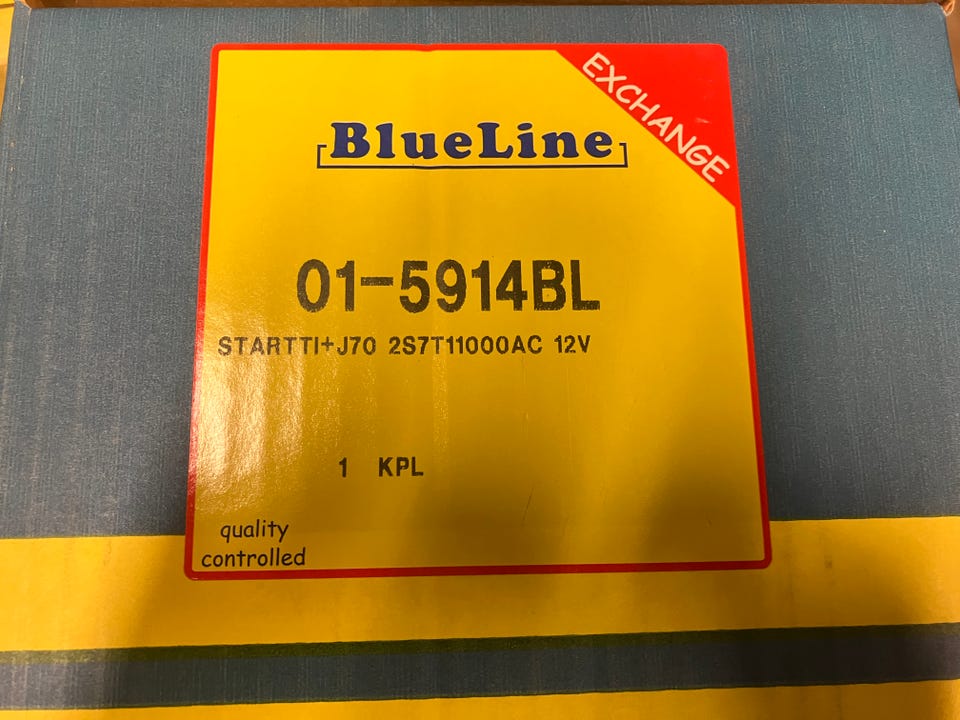 EXCHANGE
BlueLine
01-5914BL
STARTTI+J70 2S7T11000AC 12V
1 KPL
quality
controlled